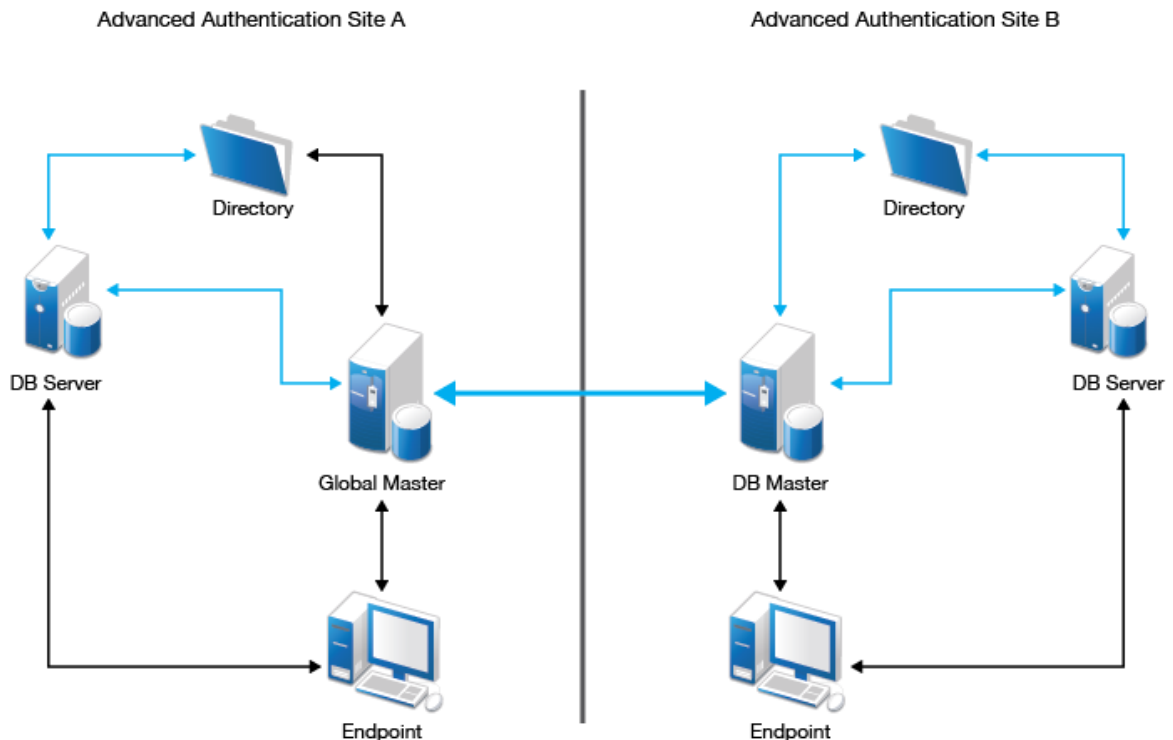 Advanced Authentication Site A
Advanced Authentication Site B
Directory
Directory
DB Server
DB Server
Global Master
DB Master
Endpoint
Endpoint